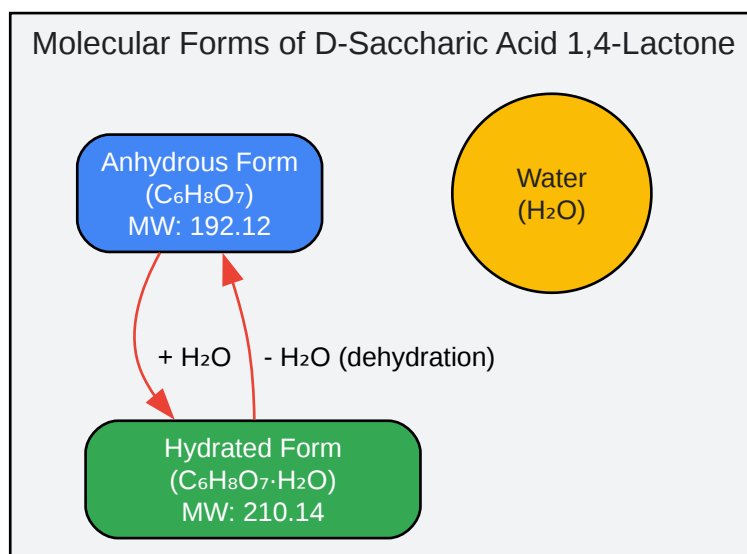 Molecular Forms of D-Saccharic Acid 1,4-Lactone
Anhydrous Form
(C₆H₈O₇)
MW: 192.12
Water
(H₂O)
+ H₂O
- H₂O (dehydration)
Hydrated Form
(C₆H₈O₇·H₂O)
MW: 210.14